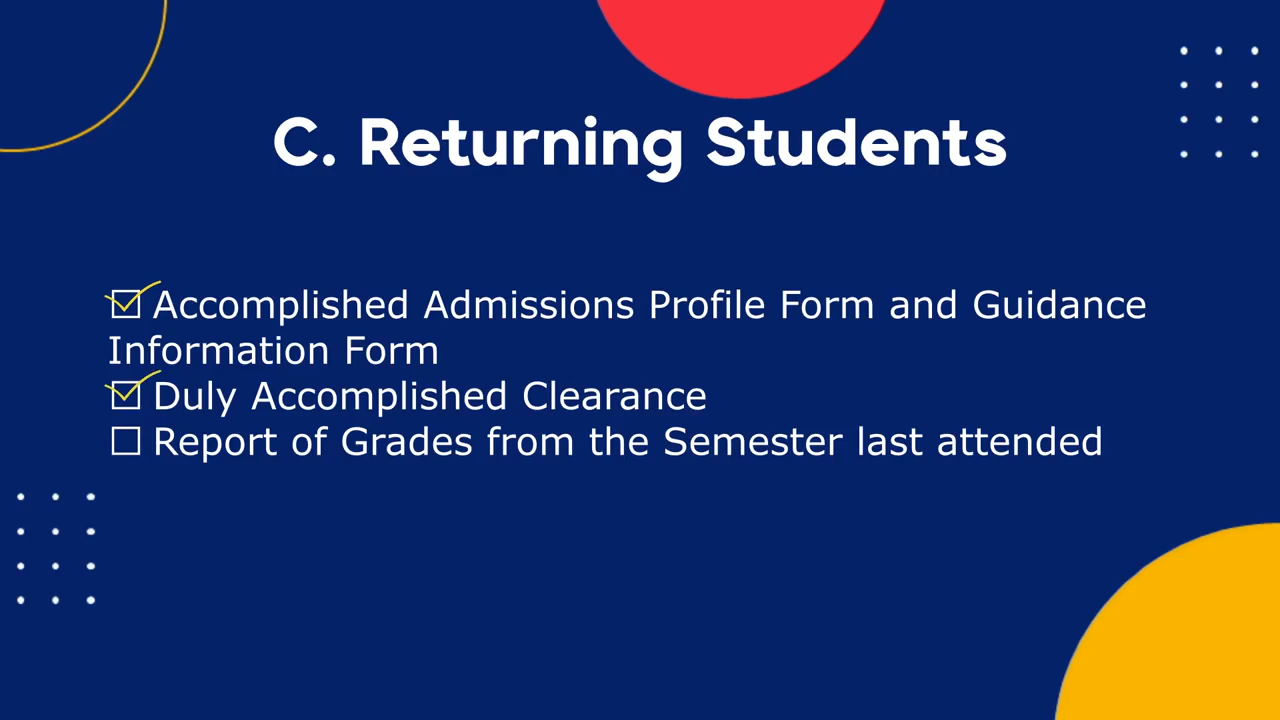 C. Returning Students
☑ Accomplished Admissions Profile Form and Guidance
Information Form
☑ Duly Accomplished Clearance
☐ Report of Grades from the Semester last attended